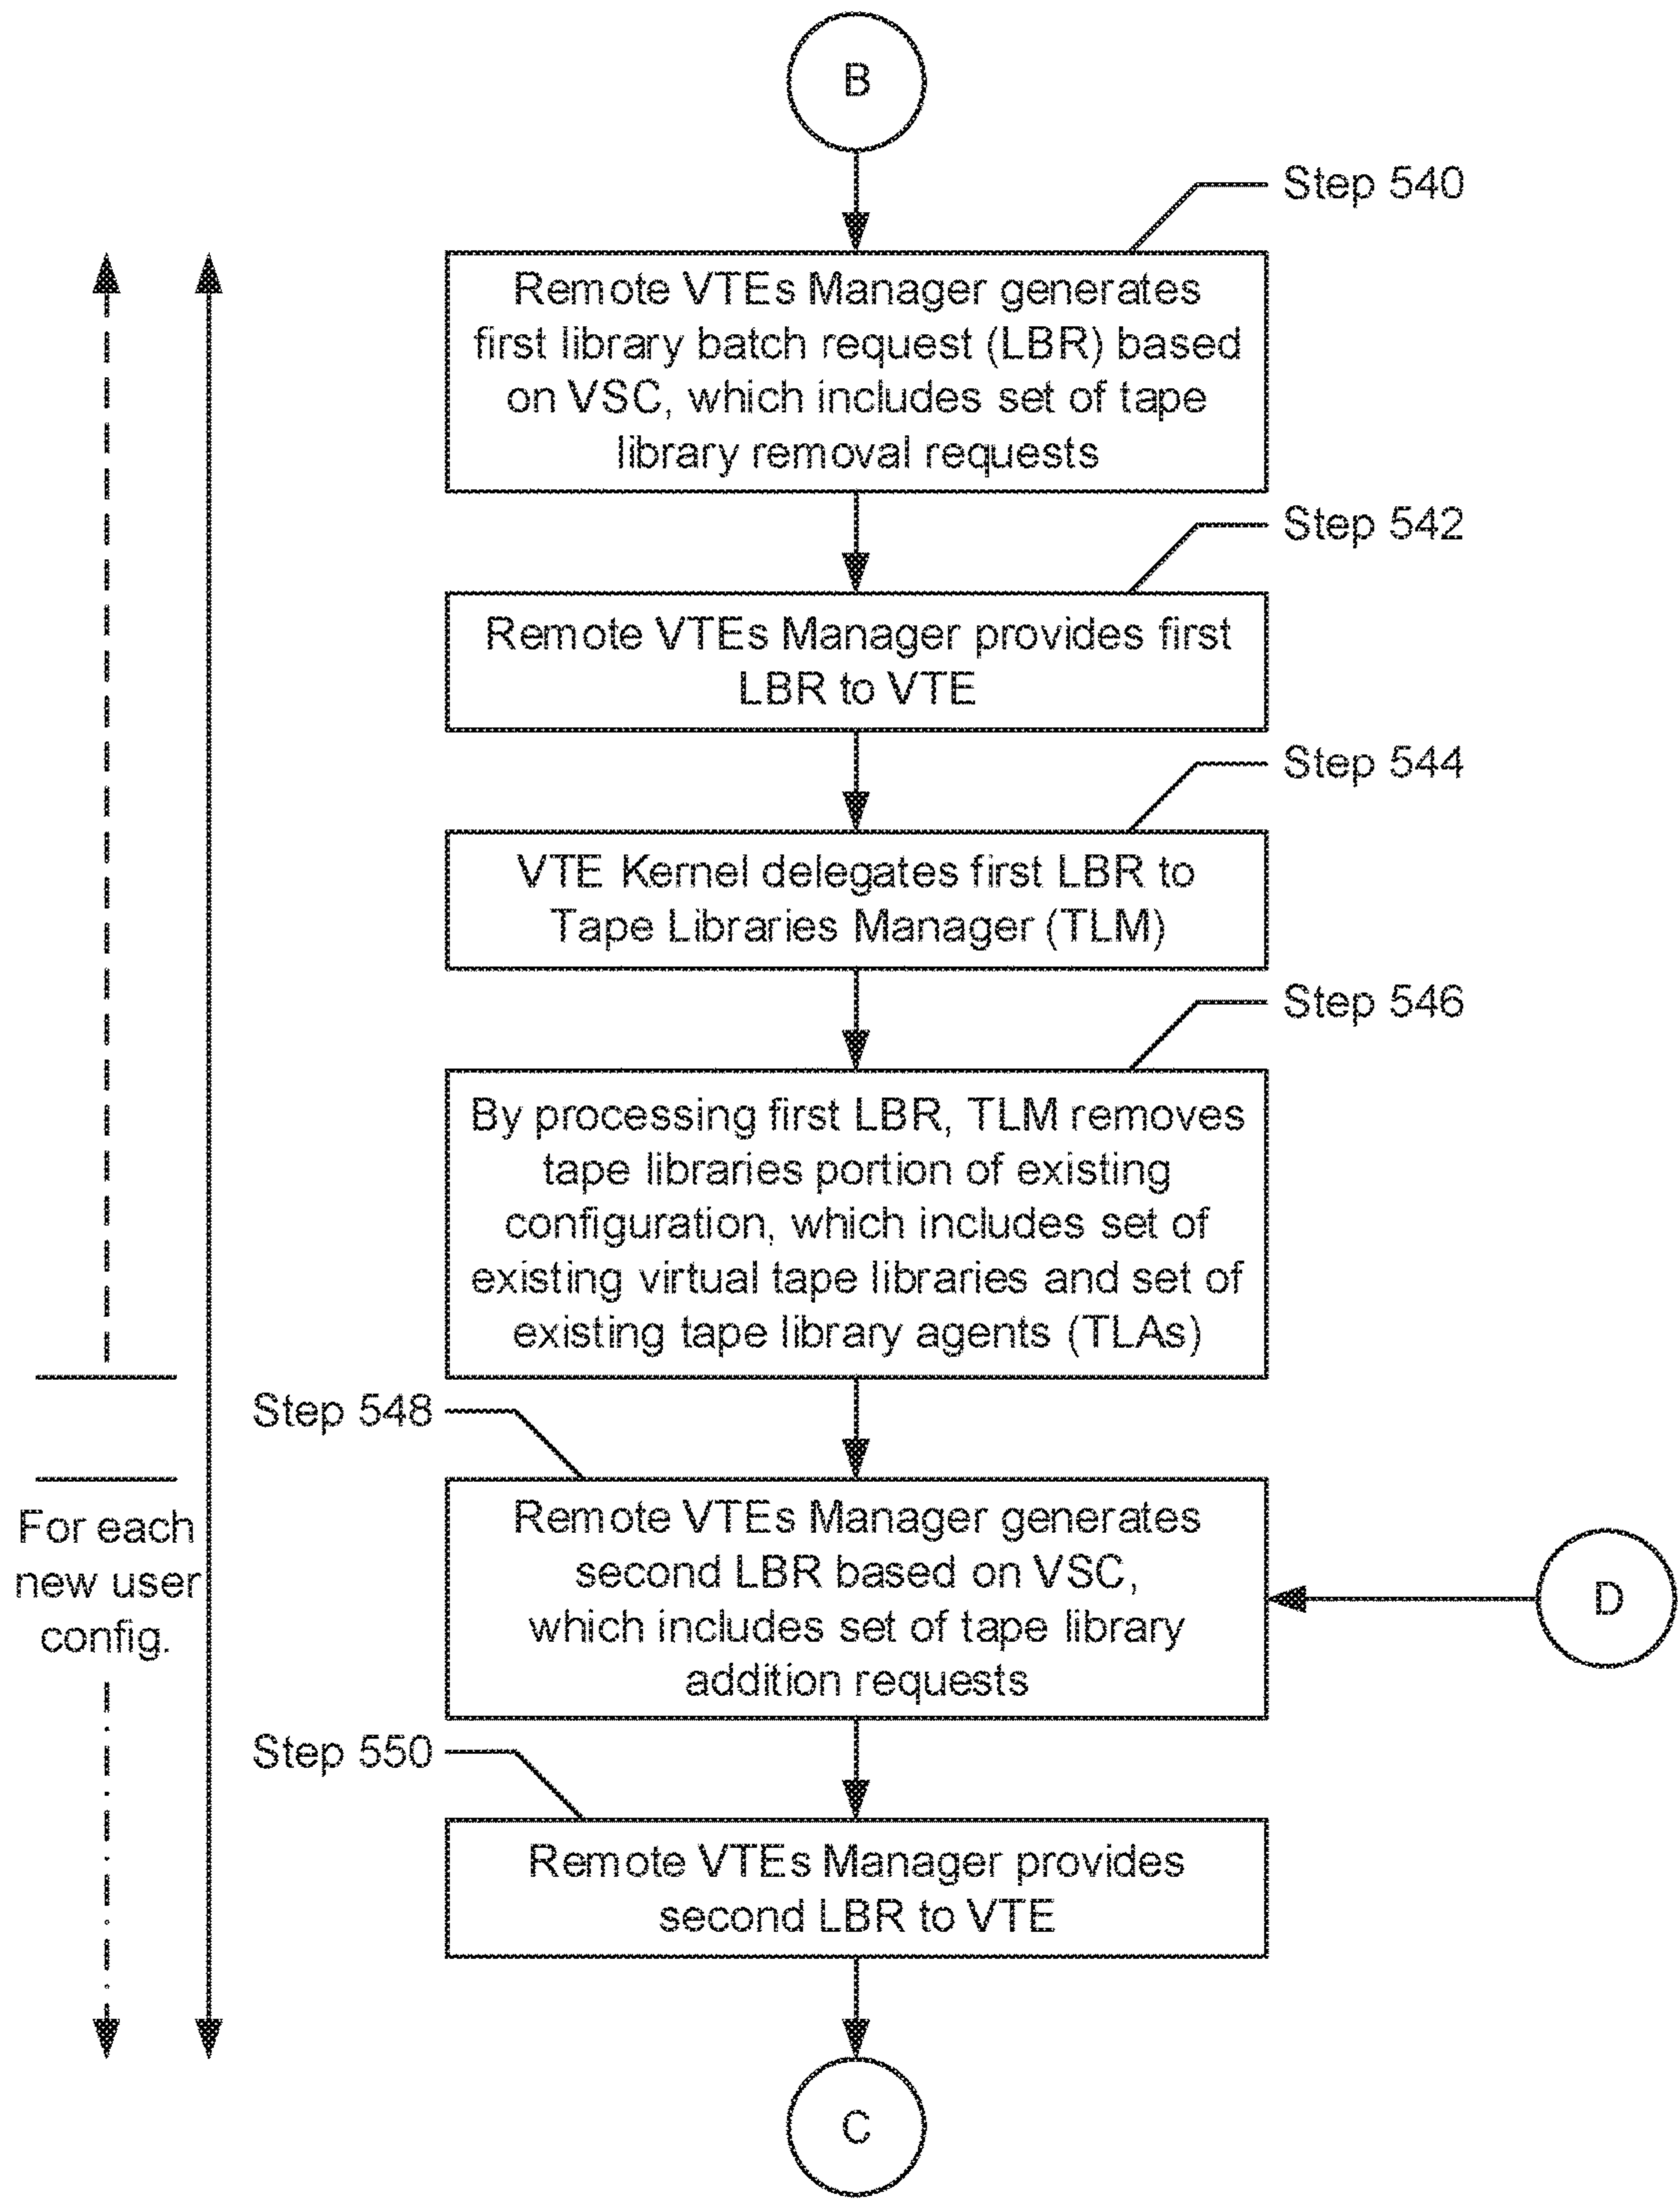 B
Step 540
Remote VTEs Manager generates
first library batch request (LBR) based
on VSC, which includes set of tape
library removal requests
Step 542
Remote VTEs Manager provides first
LBR to VTE
Step 544
VTE Kernel delegates first LBR to
Tape Libraries Manager (TLM)
Step 546
By processing first LBR, TLM removes
tape libraries portion of existing
configuration, which includes set of
existing virtual tape libraries and set of
existing tape library agents (TLAs)
Step 548
Remote VTEs Manager generates
second LBR based on VSC,
which includes set of tape library
addition requests
For each
new user
config.
D
Step 550
Remote VTEs Manager provides
second LBR to VTE
C